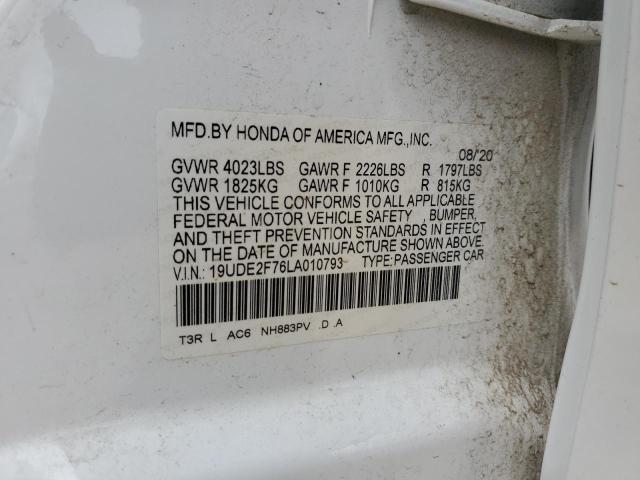 MFD.BY HONDA OF AMERICA MFG.,INC.
08/'20
GVWR 4023LBS GAWR F 2226LBS R 1797LBS
GVWR 1825KG GAWR F 1010KG R 815KG
THIS VEHICLE CONFORMS TO ALL APPLICABLE
FEDERAL MOTOR VEHICLE SAFETY , BUMPER,
AND THEFT PREVENTION STANDARDS IN EFFECT
ON THE DATE OF MANUFACTURE SHOWN ABOVE.
V.I.N.: 19UDE2F76LA010793 TYPE:PASSENGER CAR
T3R L AC6 NH883PV .D .A